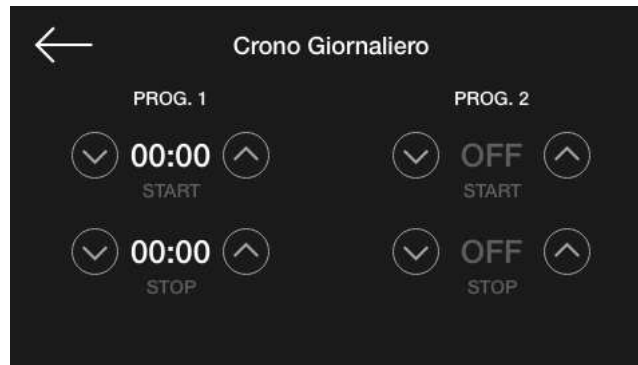 Crono Giornaliero
PROG. 1 PROG. 2
00:00 OFF
START START
00:00 OFF
STOP STOP